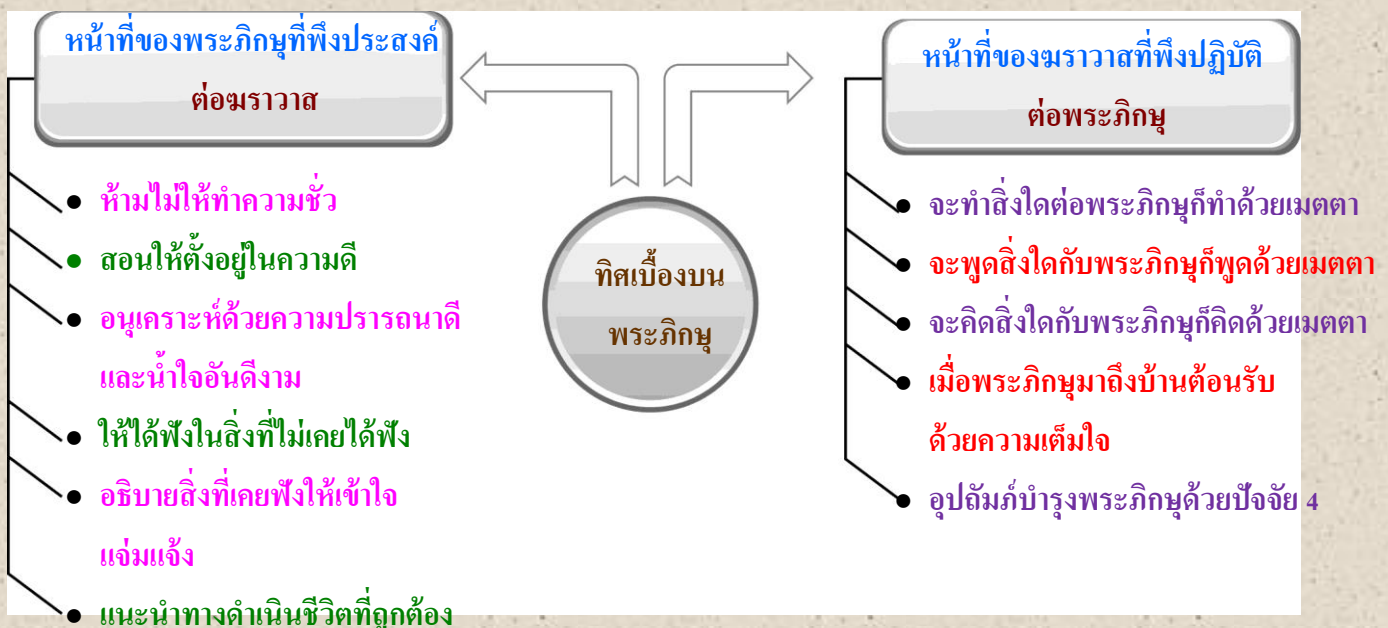 หน้าที่ของพระภิกษุที่พึงประสงค์
ต่อฆราวาส
● ห้ามไม่ให้ทำความชั่ว
● สอนให้ตั้งอยู่ในความดี
● อนุเคราะห์ด้วยความปรารถนาดี
และน้ำใจอันดีงาม
● ให้ได้ฟังในสิ่งที่ไม่เคยได้ฟัง
● อธิบายสิ่งที่เคยฟังให้เข้าใจ
แจ่มแจ้ง
● แนะนำทางดำเนินชีวิตที่ถูกต้อง
ทิศเบื้องบน
พระภิกษุ
หน้าที่ของฆราวาสที่พึงปฏิบัติ
ต่อพระภิกษุ
● จะทำสิ่งใดต่อพระภิกษุก็ทำด้วยเมตตา
● จะพูดสิ่งใดกับพระภิกษุก็พูดด้วยเมตตา
● จะคิดสิ่งใดกับพระภิกษุก็คิดด้วยเมตตา
● เมื่อพระภิกษุมาถึงบ้านต้อนรับ
ด้วยความเต็มใจ
● อุปถัมภ์บำรุงพระภิกษุด้วยปัจจัย 4